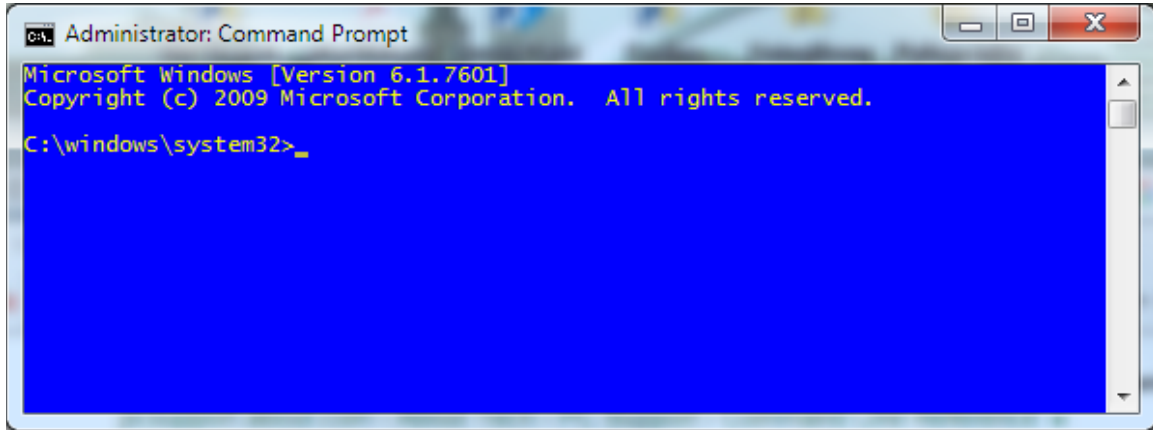 Administrator: Command Prompt
Microsoft Windows [Version 6.1.7601]
Copyright (c) 2009 Microsoft Corporation.  All rights reserved.
C:\windows\system32>_